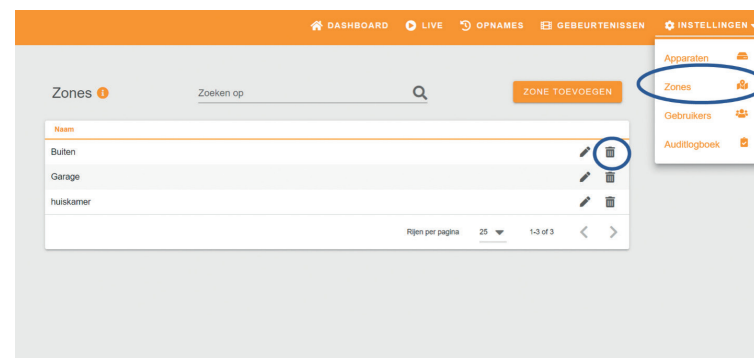 DASHBOARD LIVE OPNAMES GEBEURTENISSEN INSTELLINGEN
Apparaten
Zones
Gebruikers
Auditlogboek
Zones Zoeken op ZONE TOEVOEGEN
Naam
Buiten
Garage
huiskamer
Rijen per pagina 25 1-3 of 3